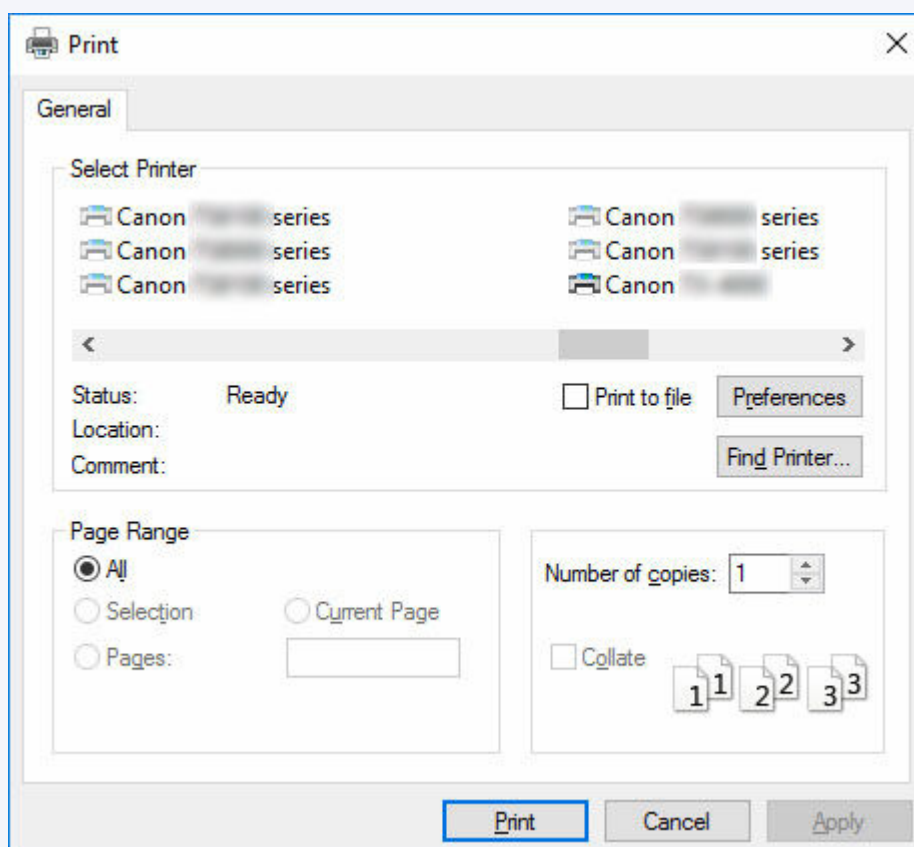 Print
General
Select Printer
Canon series
Canon series
Canon series
Canon series
Canon series
Canon
Status: Ready
Location:
Comment:
Print to file
Preferences
Find Printer...
Page Range
All
Selection
Current Page
Pages:
Number of copies: 1
Collate
1 1 2 2 3 3
Print Cancel Apply